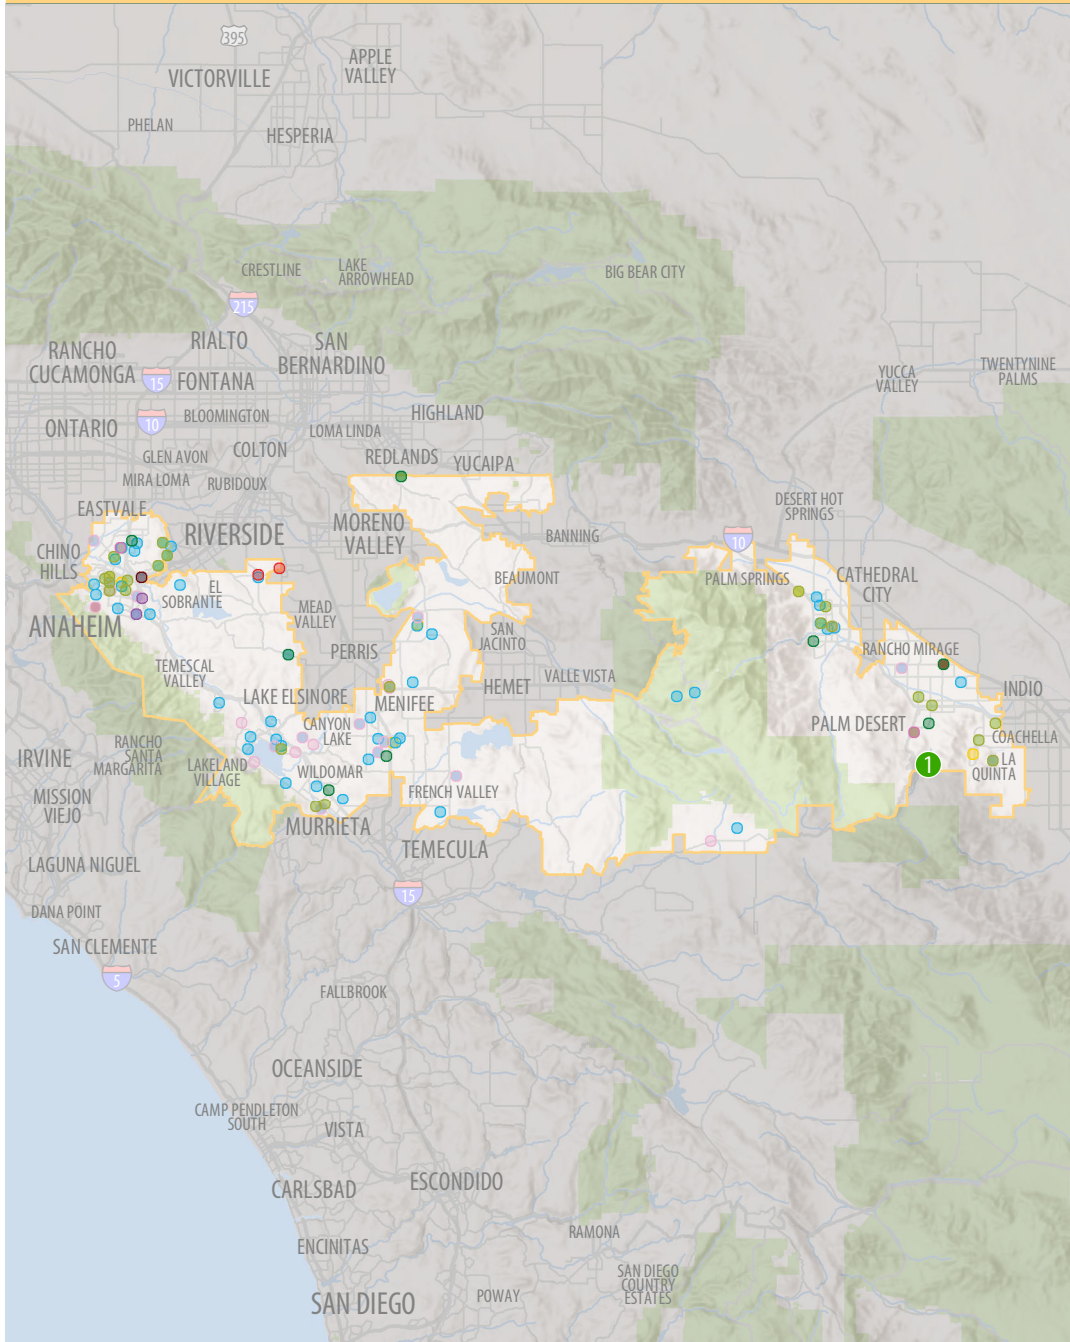 395
APPLE
VALLEY
VICTORVILLE
PHELAN
HESPERIA
CRESTLINE
LAKE
ARROWHEAD
BIG BEAR CITY
215
RIALTO
SAN
BERNARDINO
RANCHO
CUCAMONGA
15
FONTANA
YUCCA
VALLEY
TWENTYNINE
PALMS
ONTARIO
10
BLOOMINGTON
HIGHLAND
LOMA LINDA
GLEN AVON
COLTON
REDLANDS
YUCAIPA
MIRA LOMA
RUBIDOUX
EASTVALE
RIVERSIDE
MORENO
VALLEY
DESERT HOT
SPRINGS
BANNING
10
CHINO
HILLS
BEAUMONT
PALM SPRINGS
CATHEDRAL
CITY
EL
SOBRANTE
MEAD
VALLEY
ANAHEIM
SAN
JACINTO
PERRIS
RANCHO MIRAGE
TEMESCAL
VALLEY
VALLE VISTA
HEMET
LAKE ELSINORE
MENIFEE
INDIO
CANYON
LAKE
PALM DESERT
COACHELLA
IRVINE
RANCHO
SANTA
MARGARITA
LAKELAND
VILLAGE
WILDOMAR
1
LA
QUINTA
MISSION
VIEJO
FRENCH VALLEY
MURRIETA
TEMECULA
LAGUNA NIGUEL
15
DANA POINT
SAN CLEMENTE
5
FALLBROOK
OCEANSIDE
CAMP PENDLETON
SOUTH
VISTA
CARLSBAD
ESCONDIDO
RAMONA
ENCINITAS
SAN DIEGO
COUNTRY
ESTATES
SAN DIEGO
POWAY